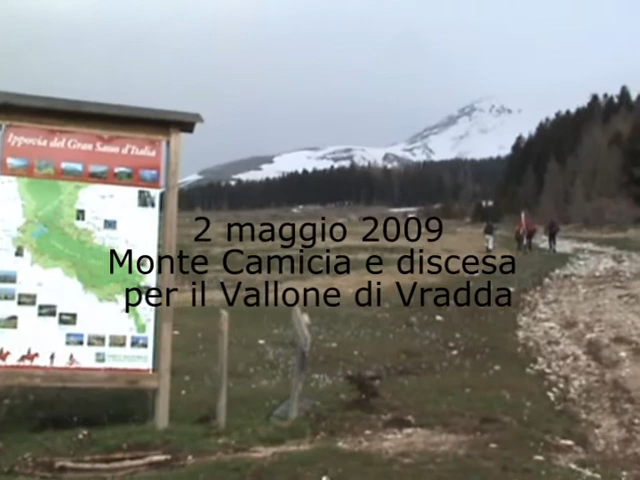 Ippovia del Gran Sasso d'Italia
2 maggio 2009
Monte Camicia e discesa
per il Vallone di Vradda